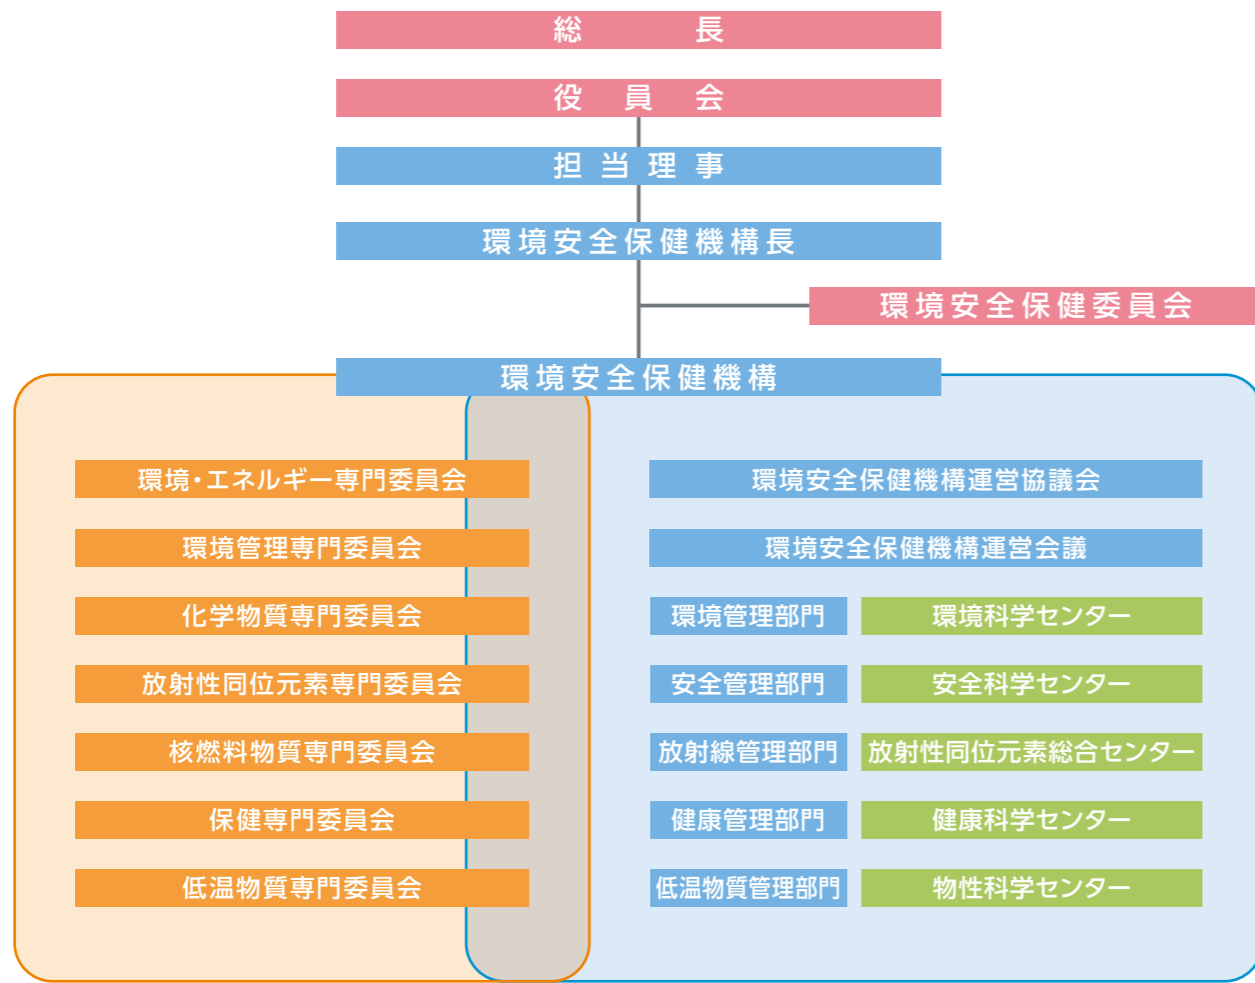 総長
役員会
担当理事
環境安全保健機構長
環境安全保健委員会
環境安全保健機構
環境・エネルギー専門委員会
環境管理専門委員会
化学物質専門委員会
放射性同位元素専門委員会
核燃料物質専門委員会
保健専門委員会
低温物質専門委員会
環境安全保健機構運営協議会
環境安全保健機構運営会議
環境管理部門 環境科学センター
安全管理部門 安全科学センター
放射線管理部門 放射性同位元素総合センター
健康管理部門 健康科学センター
低温物質管理部門 物性科学センター